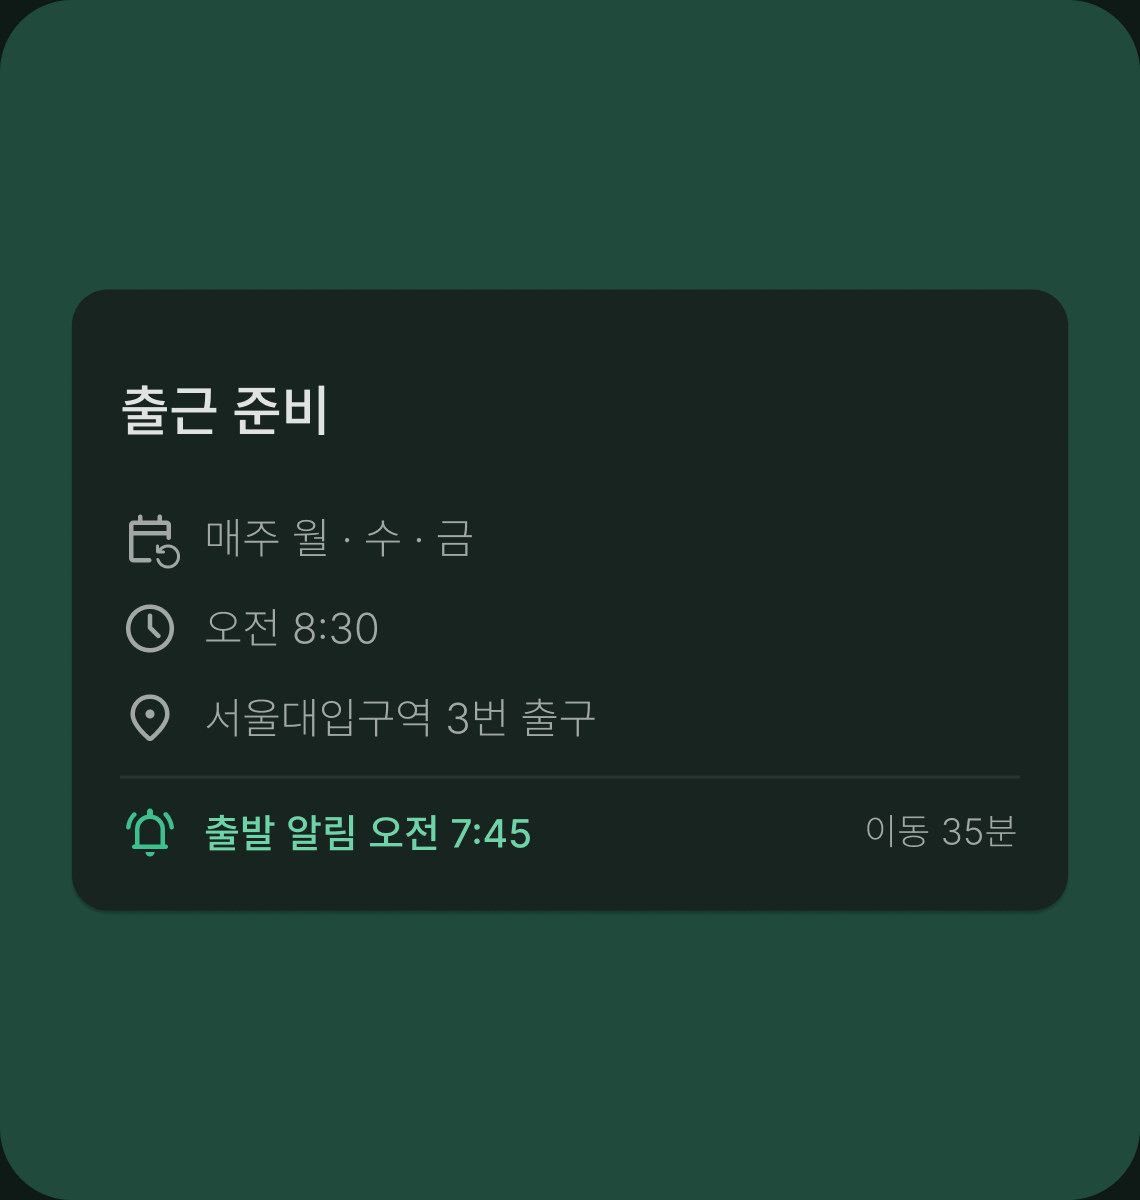 출근 준비
매주 월 · 수 · 금
오전 8:30
서울대입구역 3번 출구
출발 알림 오전 7:45 이동 35분